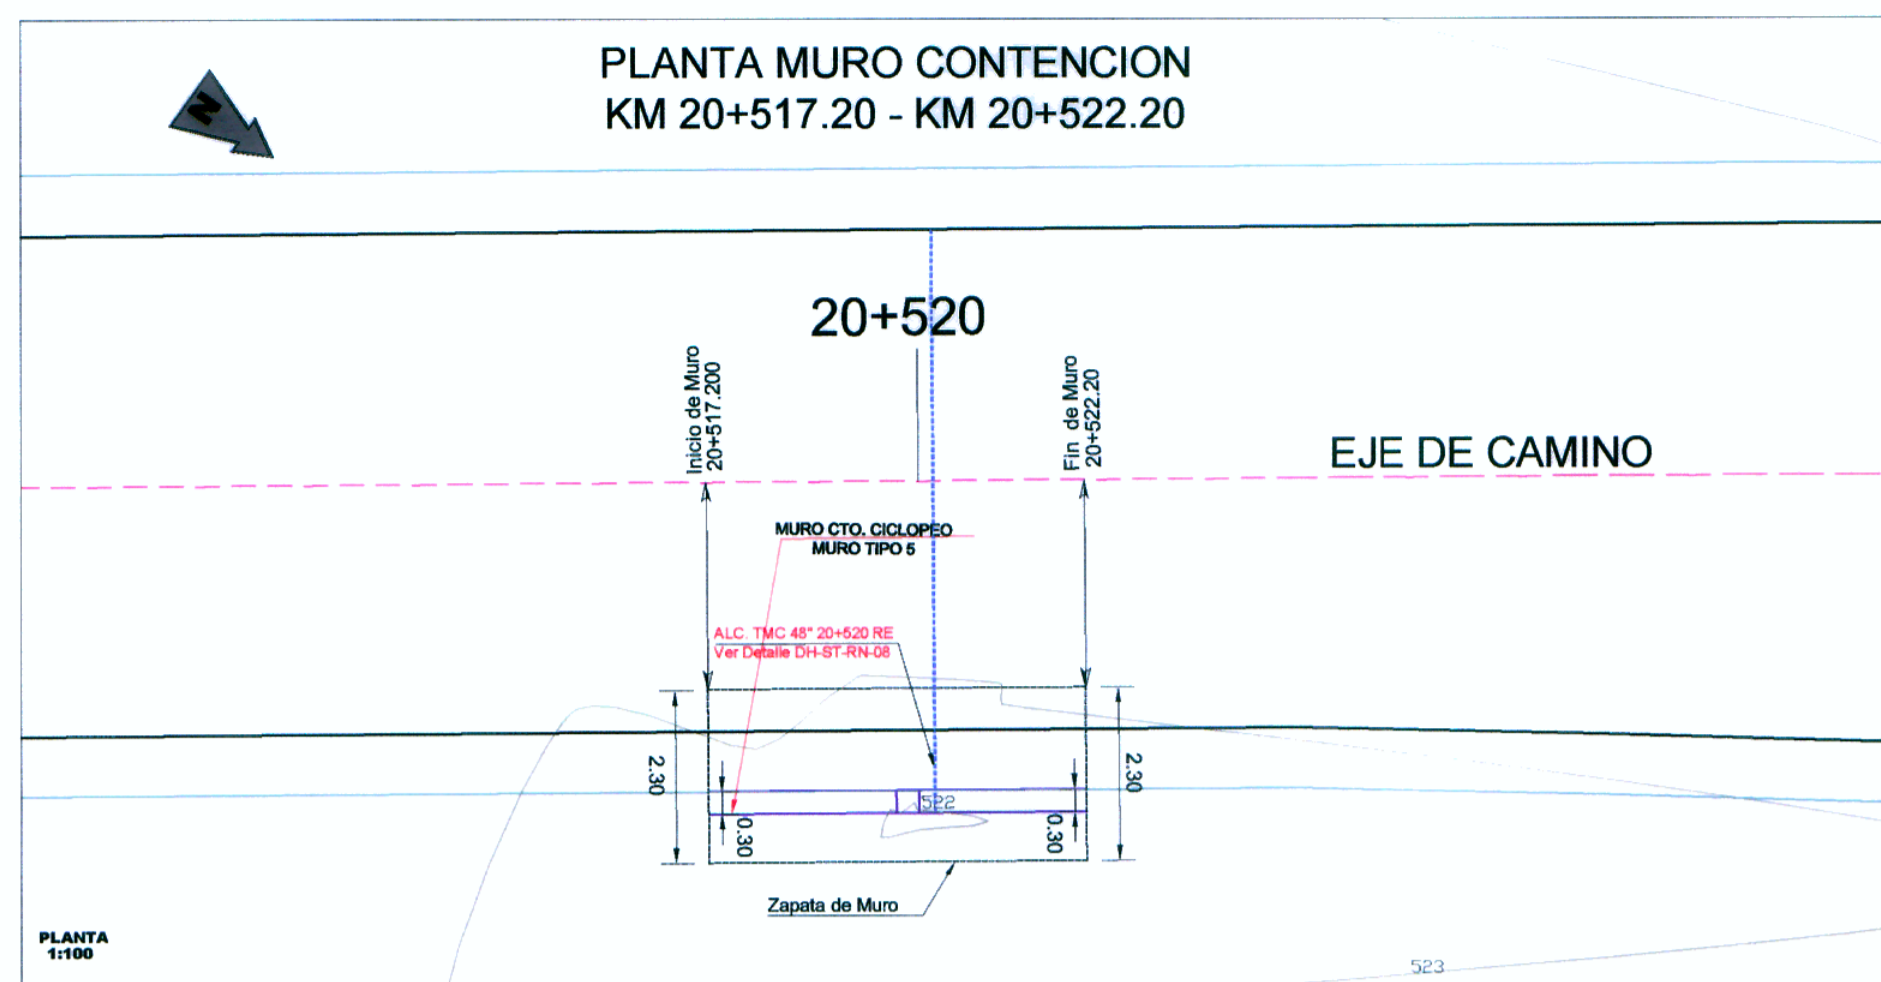 PLANTA MURO CONTENCION
KM 20+517.20 - KM 20+522.20
N
20+520
Inicio de Muro
20+517.200
Fin de Muro
20+522.20
EJE DE CAMINO
MURO CTO. CICLOPEO
MURO TIPO 5
ALC. TMC 48" 20+520 RE
Ver Detalle DH-ST-RN-08
2.30
2.30
522
0.30
0.30
Zapata de Muro
PLANTA
1:100
523